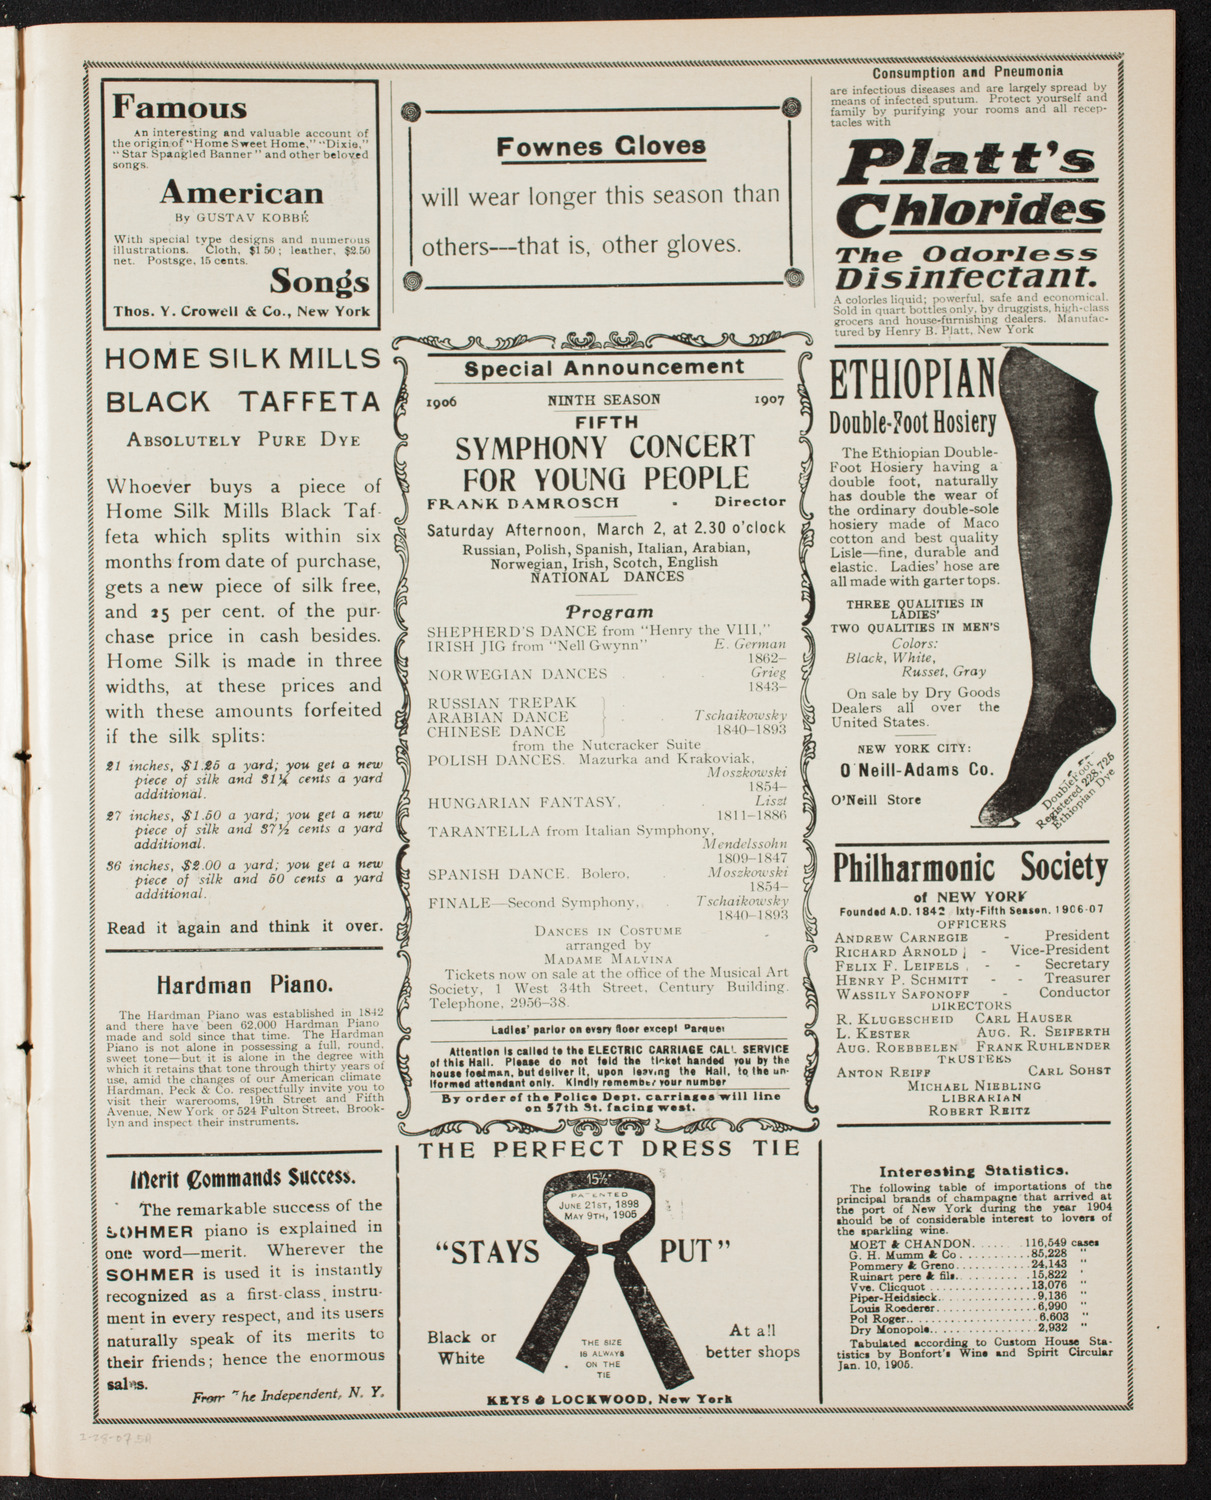 Famous
An interesting and valuable account of
the origin of "Home Sweet Home," "Dixie,"
"Star Spangled Banner" and other beloved
songs.
American
By GUSTAV KOBBÉ
With special type designs and numerous
illustrations. Cloth, $1 50; leather, $2.50
net. Postsge, 15 cents.
Songs
Thos. Y. Crowell & Co., New York
HOME SILK MILLS
BLACK TAFFETA
ABSOLUTELY PURE DYE
Whoever buys a piece of
Home Silk Mills Black Taf-
feta which splits within six
months from date of purchase,
gets a new piece of silk free,
and 25 per cent. of the pur-
chase price in cash besides.
Home Silk is made in three
widths, at these prices and
with these amounts forfeited
if the silk splits:
21 inches, $1.25 a yard; you get a new
piece of silk and 31¼ cents a yard
additional.
27 inches, $1.50 a yard; you get a new
piece of silk and 37½ cents a yard
additional.
36 inches, $2.00 a yard; you get a new
piece of silk and 50 cents a yard
additional.
Read it again and think it over.
Hardman Piano.
The Hardman Piano was established in 1842
and there have been 62,000 Hardman Piano
made and sold since that time. The Hardman
Piano is not alone in possessing a full, round,
sweet tone—but it is alone in the degree with
which it retains that tone through thirty years of
use, amid the changes of our American climate
Hardman, Peck & Co. respectfully invite you to
visit their warerooms, 19th Street and Fifth
Avenue, New York or 524 Fulton Street, Brook-
lyn and inspect their instruments.
Merit Commands Success.
The remarkable success of the
SOHMER piano is explained in
one word—merit. Wherever the
SOHMER is used it is instantly
recognized as a first-class instru-
ment in every respect, and its users
naturally speak of its merits to
their friends; hence the enormous
sales.
From The Independent, N. Y.
Fownes Gloves
will wear longer this season than
others—that is, other gloves.
Special Announcement
1906 NINTH SEASON 1907
FIFTH
SYMPHONY CONCERT
FOR YOUNG PEOPLE
FRANK DAMROSCH - Director
Saturday Afternoon, March 2, at 2.30 o'clock
Russian, Polish, Spanish, Italian, Arabian,
Norwegian, Irish, Scotch, English
NATIONAL DANCES
Program
SHEPHERD'S DANCE from "Henry the VIII,"
IRISH JIG from "Nell Gwynn" E. German
1862—
NORWEGIAN DANCES . . Grieg
1843—
RUSSIAN TREPAK
ARABIAN DANCE . . Tschaikowsky
CHINESE DANCE 1840-1893
from the Nutcracker Suite
POLISH DANCES. Mazurka and Krakoviak,
Moszkowski
1854—
HUNGARIAN FANTASY, . Liszt
1811-1886
TARANTELLA from Italian Symphony,
Mendelssohn
1809-1847
SPANISH DANCE. Bolero, . Moszkowski
1854—
FINALE—Second Symphony, . Tschaikowsky
1840-1893
DANCES IN COSTUME
arranged by
MADAME MALVINA
Tickets now on sale at the office of the Musical Art
Society, 1 West 34th Street, Century Building.
Telephone, 2956-38.
Ladies' parlor on every floor except Parquet
Attention is called to the ELECTRIC CARRIAGE CALL SERVICE
of this Hall. Please do not fold the ticket handed you by the
house footman, but deliver it, upon leaving the Hall, to the un-
iformed attendant only. Kindly remember your number
By order of the Police Dept. carriages will line
on 57th St. facing west.
THE PERFECT DRESS TIE
15½
PATENTED
JUNE 21ST, 1898
MAY 9TH, 1905
"STAYS PUT"
Black or
White
THE SIZE
IS ALWAYS
ON THE
TIE
At all
better shops
KEYS & LOCKWOOD, New York
Consumption and Pneumonia
are infectious diseases and are largely spread by
means of infected sputum. Protect yourself and
family by purifying your rooms and all recep-
tacles with
Platt's
Chlorides
The Odorless
Disinfectant.
A colorles liquid; powerful, safe and economical.
Sold in quart bottles only, by druggists, high-class
grocers and house-furnishing dealers. Manufac-
tured by Henry B. Platt, New York
ETHIOPIAN
Double-Foot Hosiery
The Ethiopian Double-
Foot Hosiery having a
double foot, naturally
has double the wear of
the ordinary double-sole
hosiery made of Maco
cotton and best quality
Lisle—fine, durable and
elastic. Ladies' hose are
all made with garter tops.
THREE QUALITIES IN
LADIES'
TWO QUALITIES IN MEN'S
Colors:
Black, White,
Russet, Gray
On sale by Dry Goods
Dealers all over the
United States.
NEW YORK CITY:
O'Neill-Adams Co.
O'Neill Store
DoubleFoot
Registered 228,725
Ethiopian Dye
Philharmonic Society
of NEW YORK
Founded A.D. 1842 Ixty-Fifth Season, 1906-07
OFFICERS
ANDREW CARNEGIE - President
RICHARD ARNOLD - Vice-President
FELIX F. LEIFELS - - Secretary
HENRY P. SCHMITT - - Treasurer
WASSILY SAFONOFF - Conductor
DIRECTORS
R. KLUGESCHEID CARL HAUSER
L. KESTER AUG. R. SEIFERTH
AUG. ROEBBELEN FRANK RUHLENDER
TRUSTEES
ANTON REIFF CARL SOHST
MICHAEL NIEBLING
LIBRARIAN
ROBERT REITZ
Interesting Statistics.
The following table of importations of the
principal brands of champagne that arrived at
the port of New York during the year 1904
should be of considerable interest to lovers of
the sparkling wine.
MOET & CHANDON...... 116,549 cases
G. H. Mumm & Co...........85,228 "
Pommery & Greno............24,143 "
Ruinart pere & fils............15,822 "
Vve. Clicquot................13,076 "
Piper-Heidsieck..............9,136 "
Louis Roederer...............6,990 "
Pol Roger....................6,603 "
Dry Monopole................2,932 "
Tabulated according to Custom House Sta-
tistics by Bonfort's Wine and Spirit Circular
Jan. 10, 1905.
2-28-07 5A